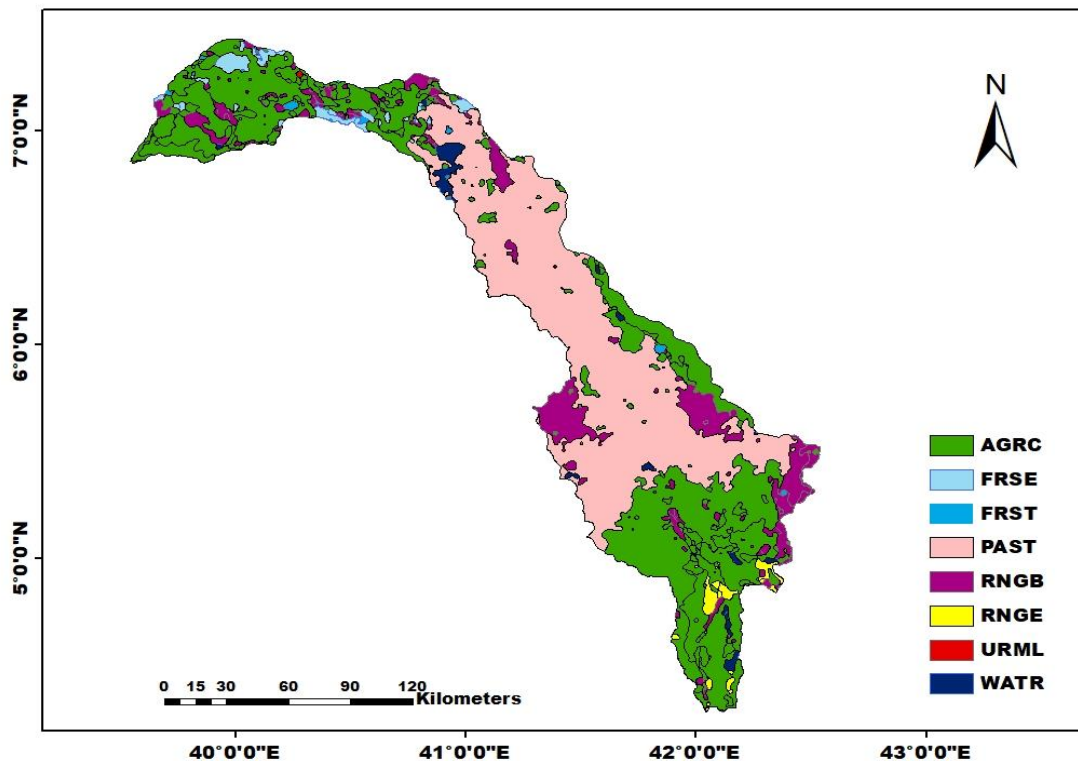 N
7°0'0"N
6°0'0"N
5°0'0"N
AGRC
FRSE
FRST
PAST
RNGB
RNGE
URML
WATR
0 15 30 60 90 120
Kilometers
40°0'0"E 41°0'0"E 42°0'0"E 43°0'0"E